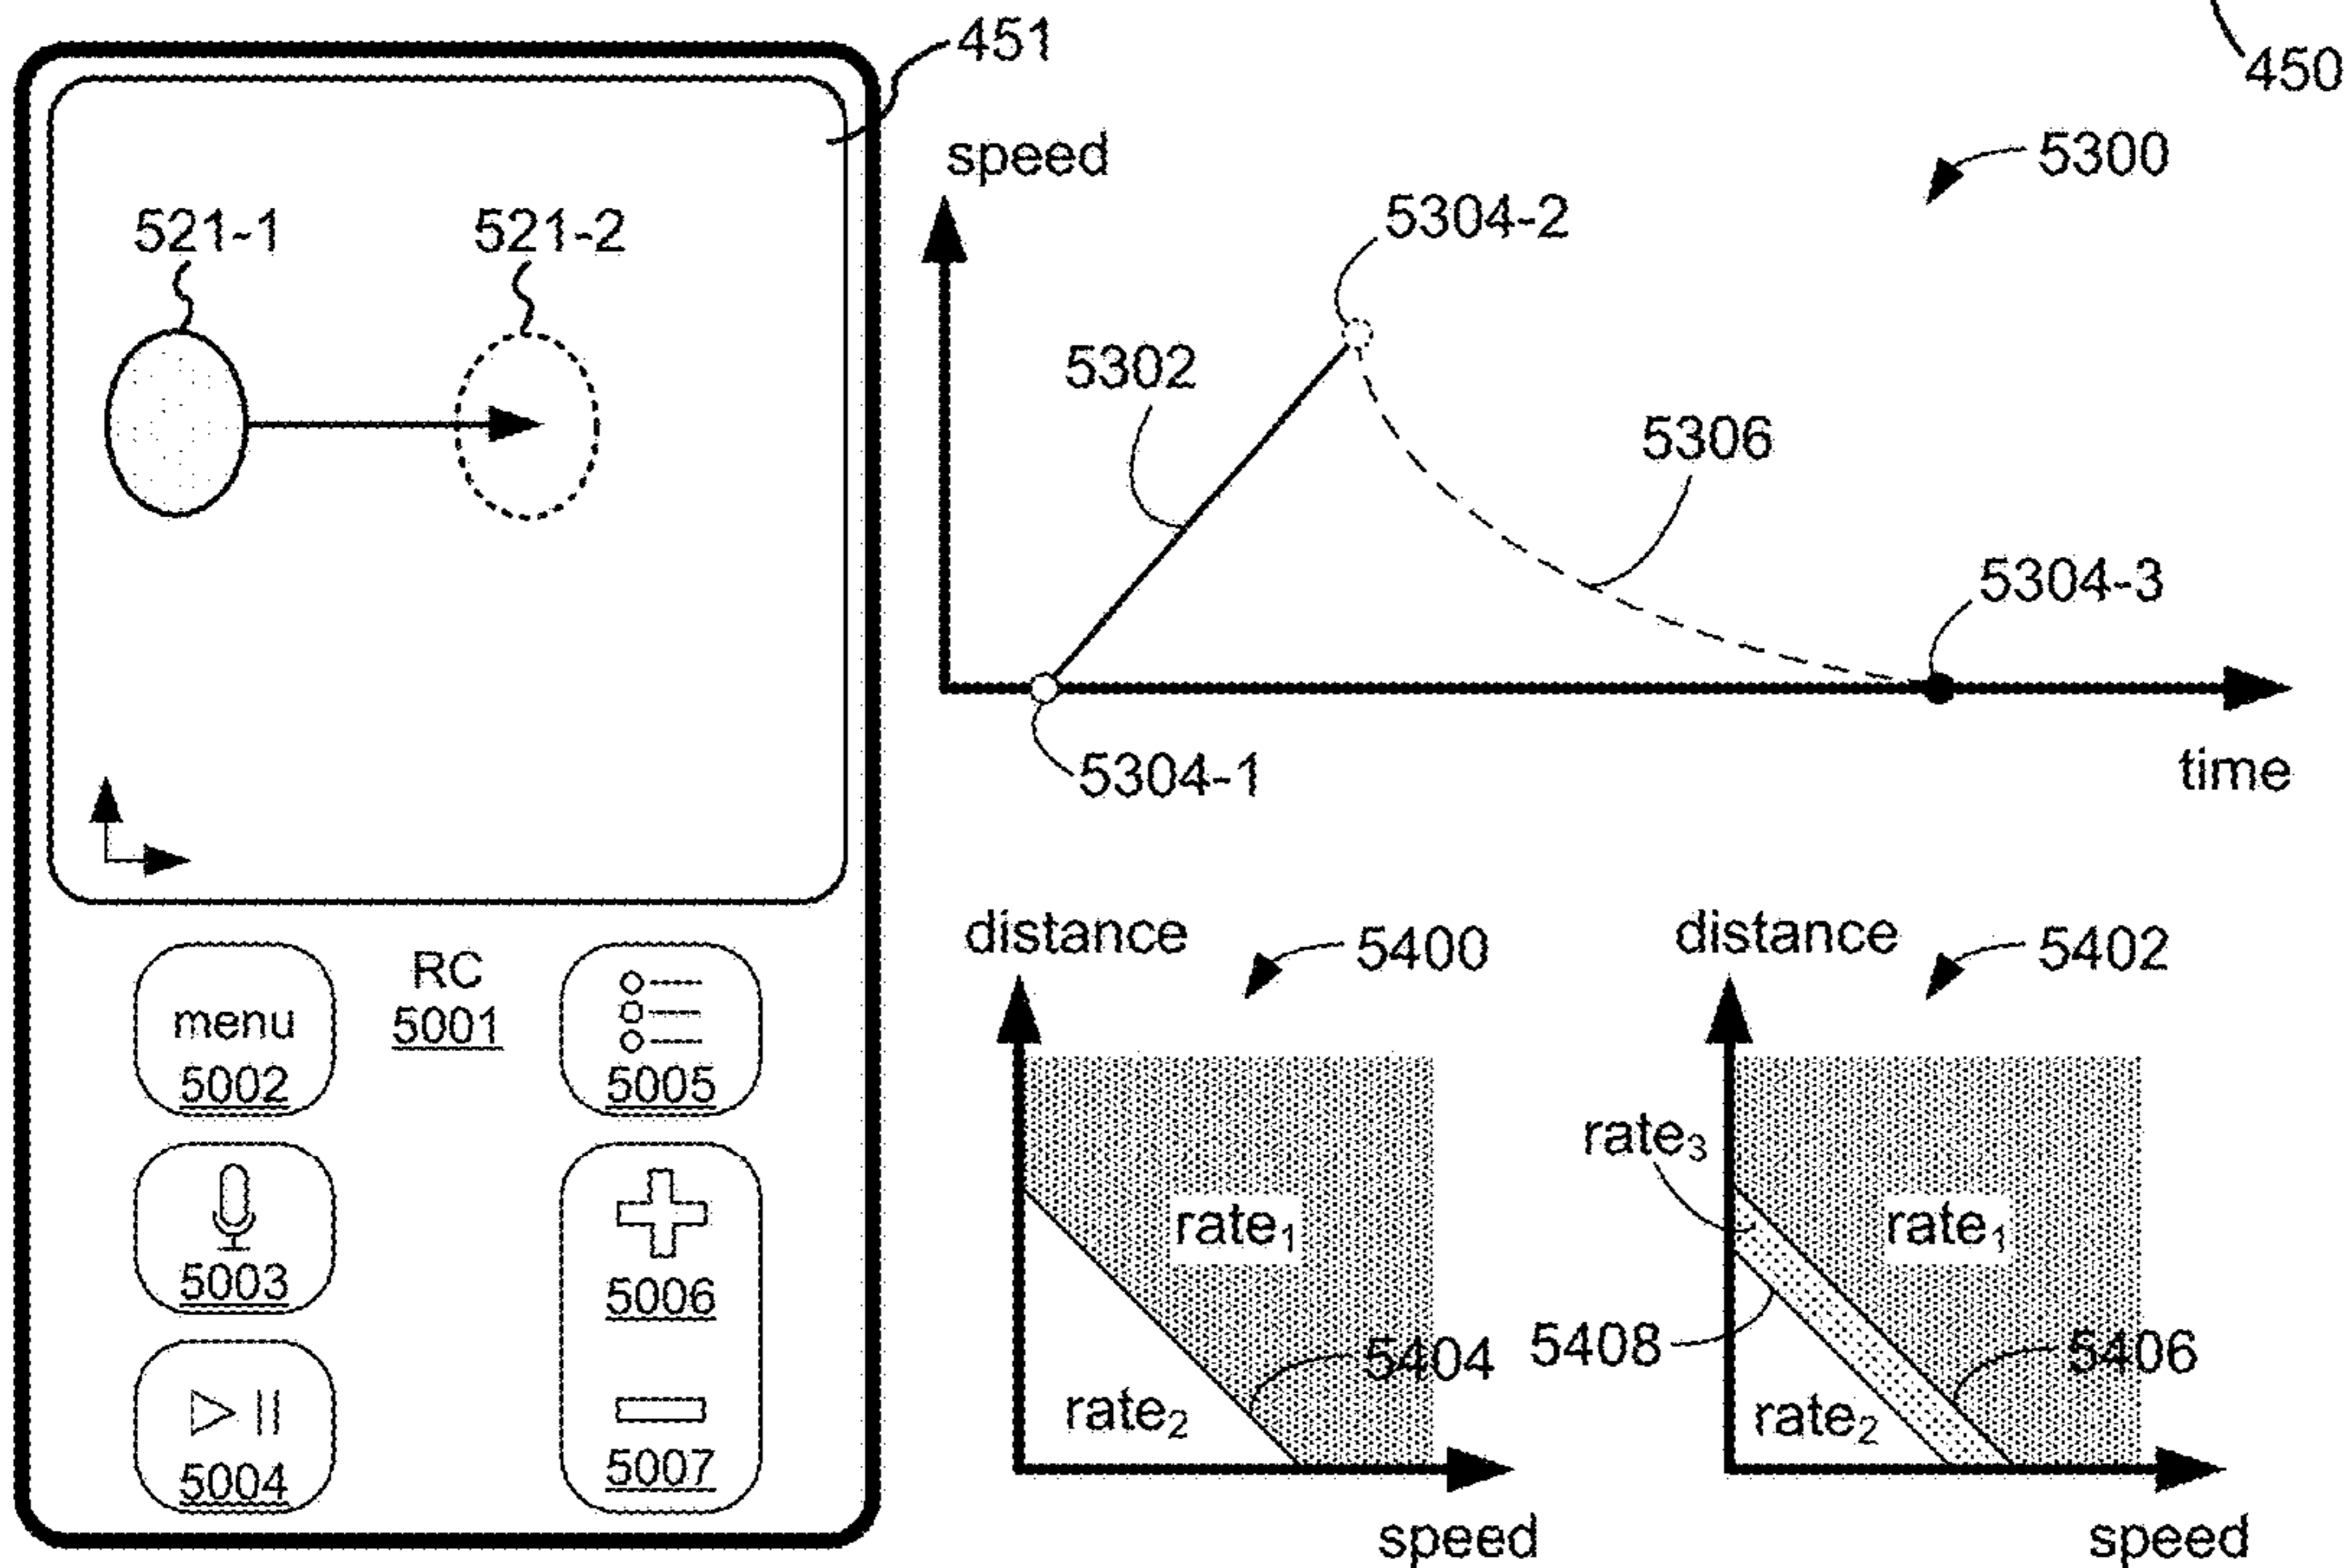 451
450
speed
5300
521-1
521-2
5304-2
5302
5306
5304-3
5304-1
time
RC
5001
menu
5002
5005
5003
5006
5004
5007
distance
5400
rate₁
5404
rate₂
speed
distance
5402
rate₃
rate₁
5408
5406
rate₂
speed